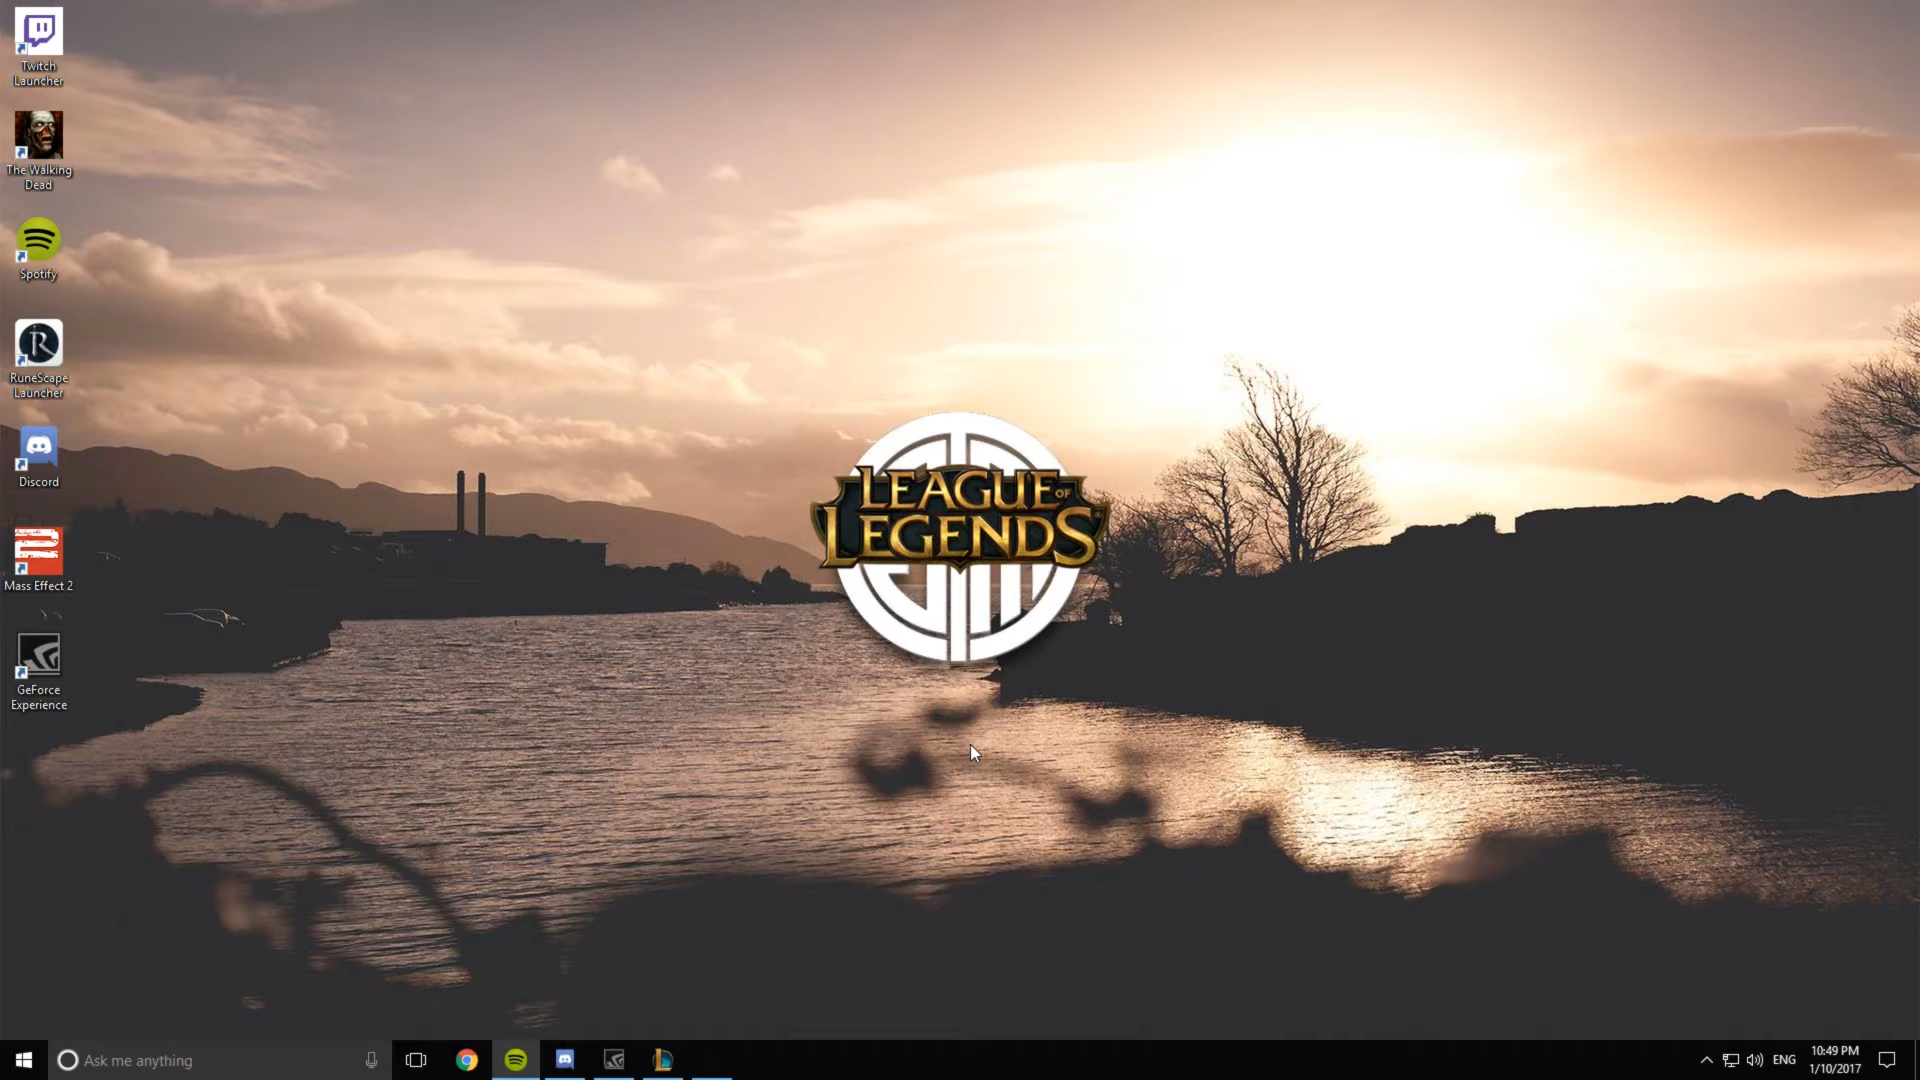 Twitch
Launcher
The Walking
Dead
Spotify
RuneScape
Launcher
Discord
Mass Effect 2
GeForce
Experience
LEAGUE OF
LEGENDS
Ask me anything
ENG
10:49 PM
1/10/2017